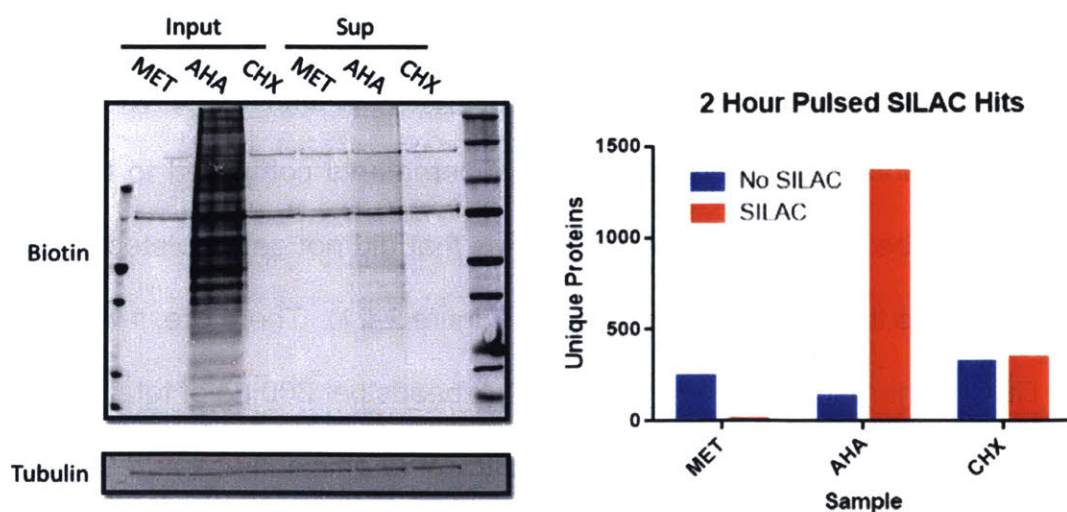 Input Sup
MET AHA CHX MET AHA CHX
Biotin
Tubulin
2 Hour Pulsed SILAC Hits
Unique Proteins
1500
1000
500
0
No SILAC
SILAC
MET AHA CHX
Sample